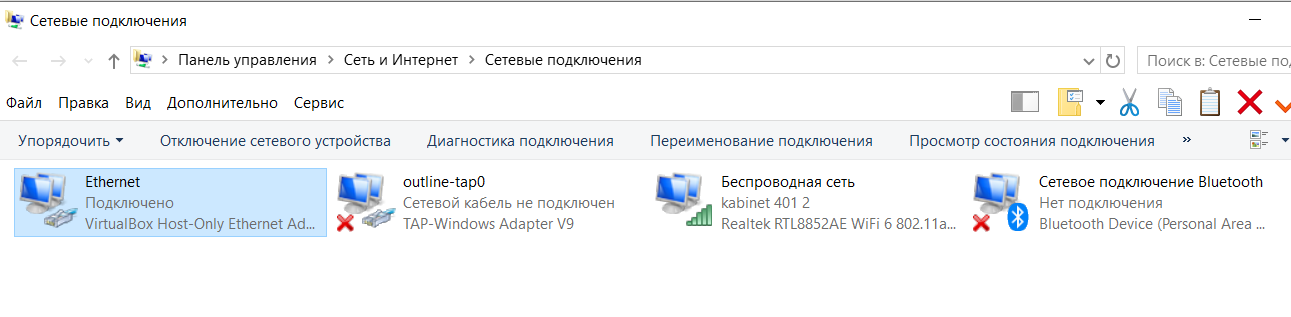 Сетевые подключения
Панель управления Сеть и Интернет Сетевые подключения
Поиск в: Сетевые под
Файл Правка Вид Дополнительно Сервис
Упорядочить Отключение сетевого устройства Диагностика подключения Переименование подключения Просмотр состояния подключения »
Ethernet
Подключено
VirtualBox Host-Only Ethernet Ad...
outline-tap0
Сетевой кабель не подключен
TAP-Windows Adapter V9
Беспроводная сеть
kabinet 401 2
Realtek RTL8852AE WiFi 6 802.11a...
Сетевое подключение Bluetooth
Нет подключения
Bluetooth Device (Personal Area ...